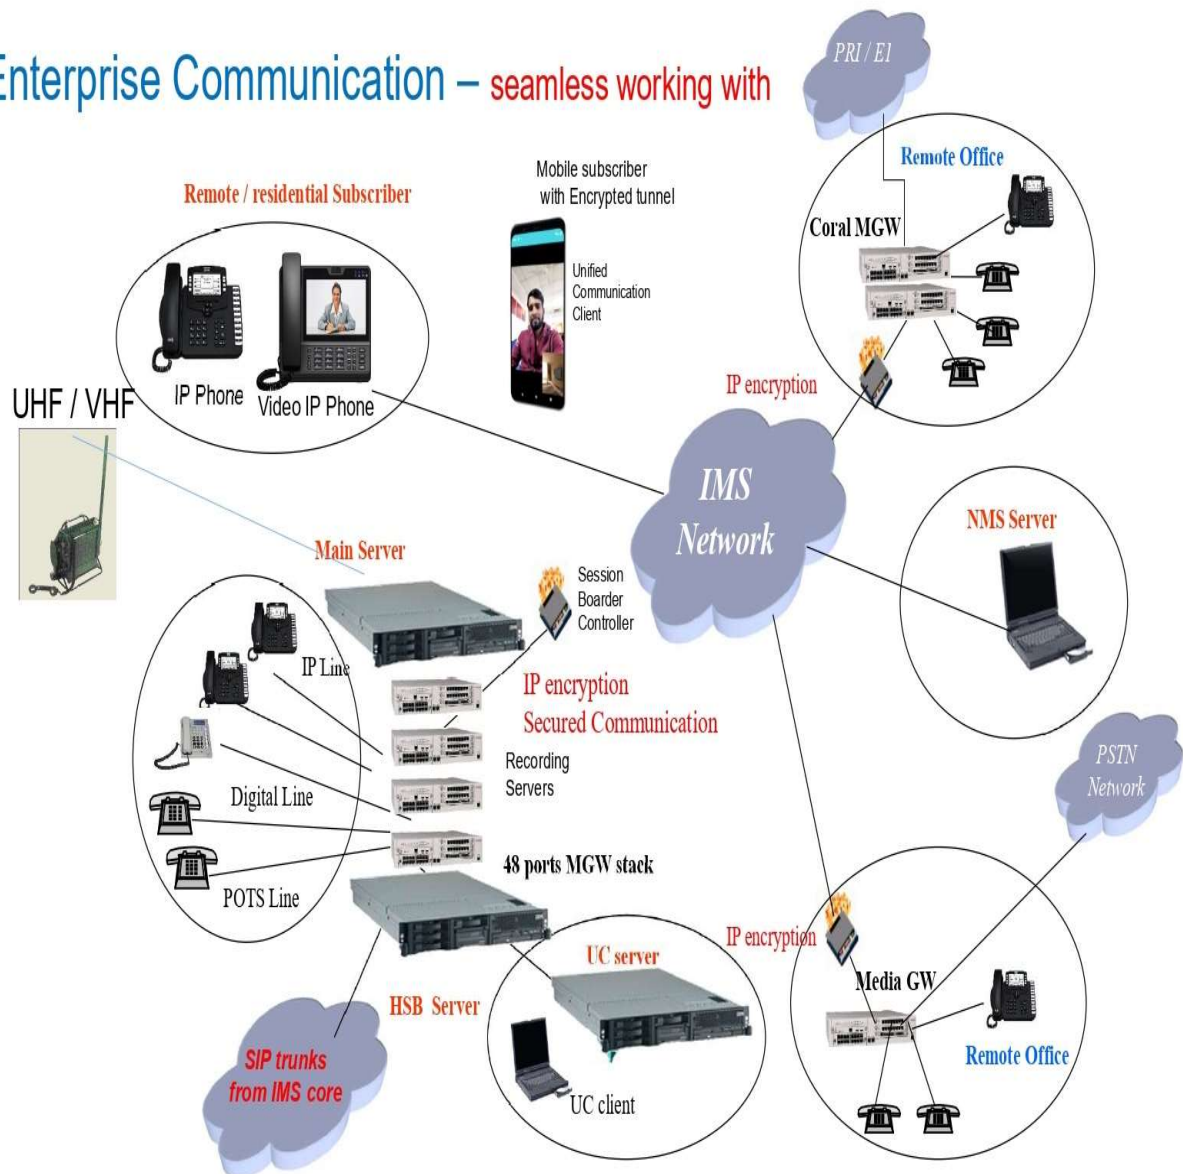 Enterprise Communication – seamless working with
PRI / E1
Remote Office
Coral MGW
Remote / residential Subscriber
Mobile subscriber
with Encrypted tunnel
Unified
Communication
Client
IP Phone
Video IP Phone
IP encryption
UHF / VHF
IMS
Network
NMS Server
Main Server
Session
Boarder
Controller
IP Line
IP encryption
Secured Communication
Recording
Servers
Digital Line
POTS Line
48 ports MGW stack
PSTN
Network
IP encryption
Media GW
Remote Office
UC server
HSB Server
UC client
SIP trunks
from IMS core